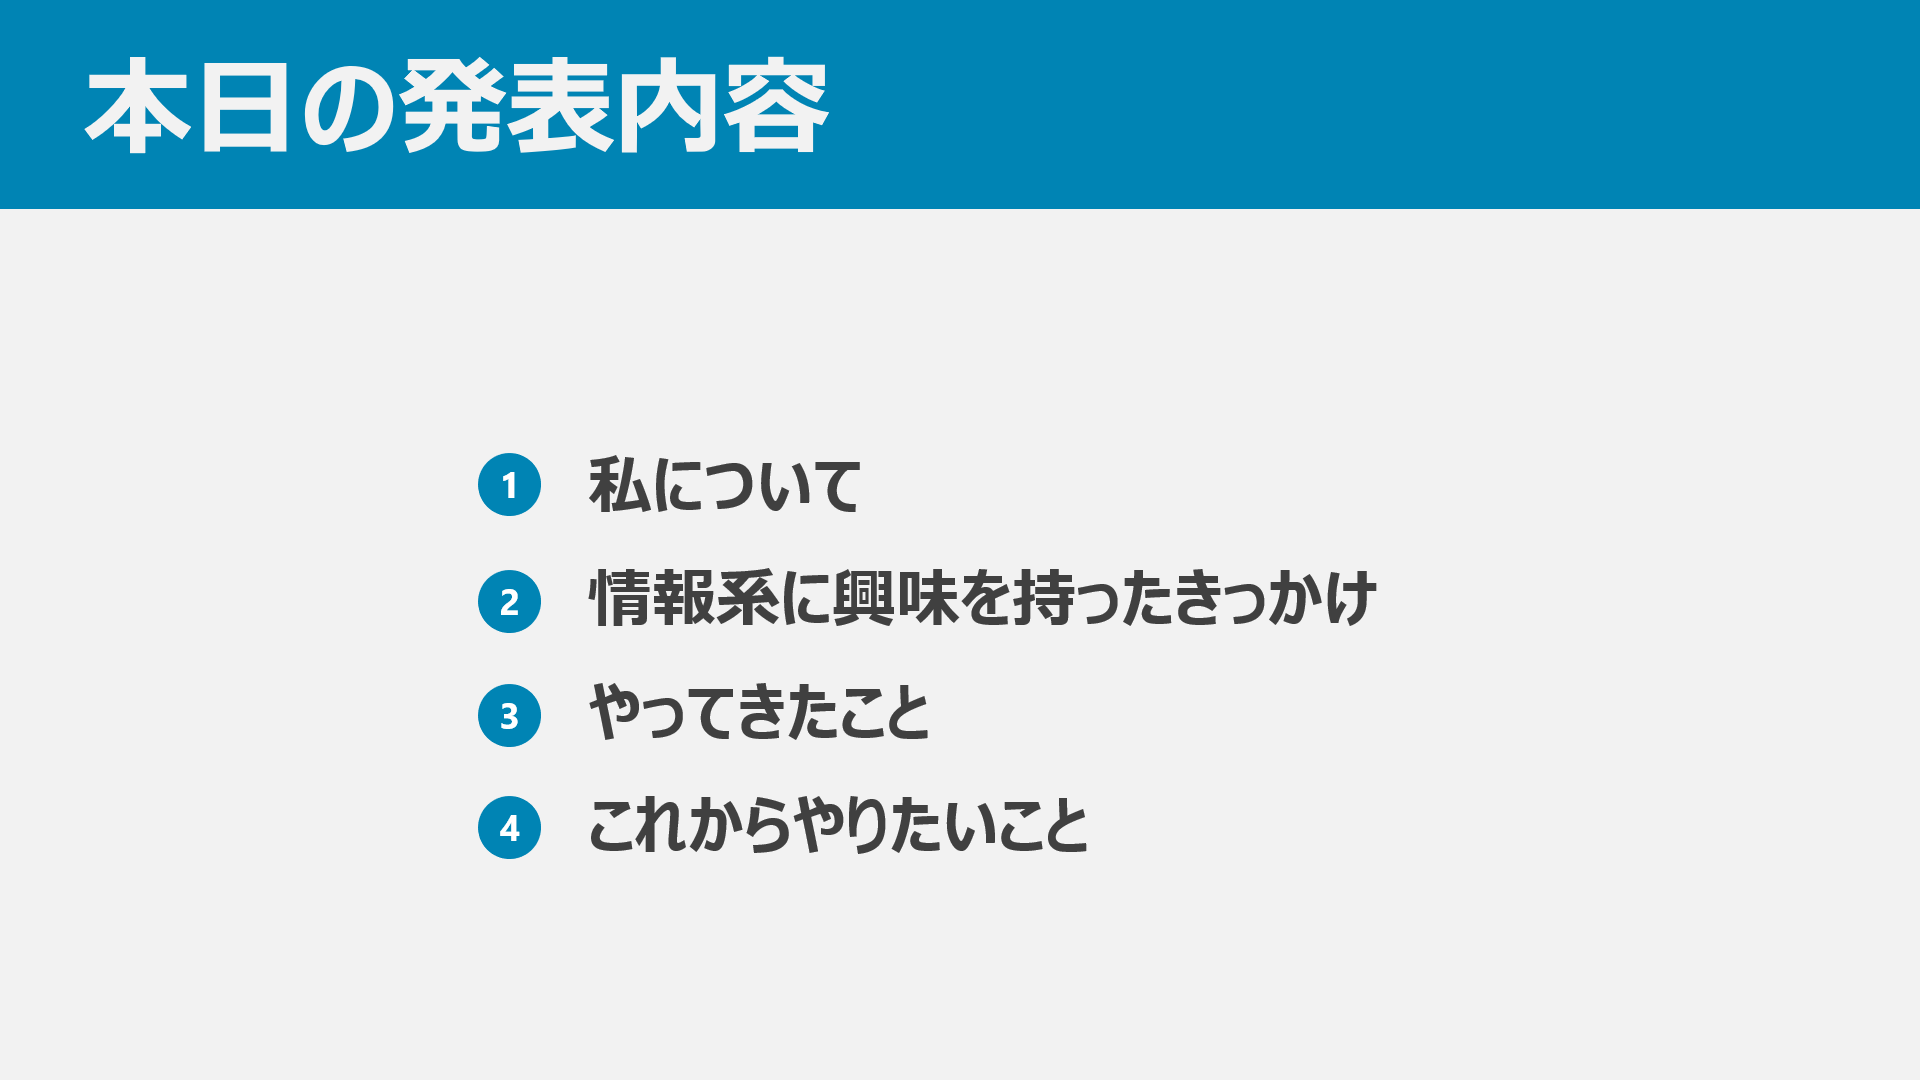 本日の発表内容
1 私について
2 情報系に興味を持ったきっかけ
3 やってきたこと
4 これからやりたいこと